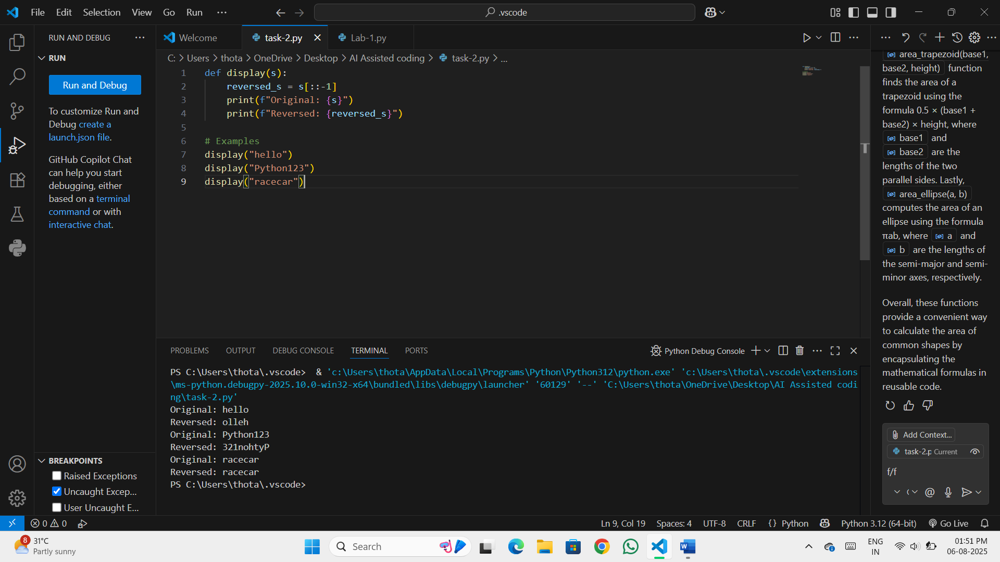 File Edit Selection View Go Run ...
.vscode
RUN AND DEBUG
RUN
Run and Debug
To customize Run and
Debug create a
launch.json file.
GitHub Copilot Chat
can help you start
debugging, either
based on a terminal
command or with
interactive chat.
BREAKPOINTS
Raised Exceptions
Uncaught Excep...
User Uncaught E...
Welcome
task-2.py
Lab-1.py
C: > Users > thota > OneDrive > Desktop > AI Assisted coding > task-2.py > ...
1 def display(s):
2     reversed_s = s[::-1]
3     print(f"Original: {s}")
4     print(f"Reversed: {reversed_s}")
5
6 # Examples
7 display("hello")
8 display("Python123")
9 display("racecar")
PROBLEMS OUTPUT DEBUG CONSOLE TERMINAL PORTS
Python Debug Console
PS C:\Users\thota\.vscode>  & 'c:\Users\thota\AppData\Local\Programs\Python\Python312\python.exe' 'c:\Users\thota\.vscode\extensions
\ms-python.debugpy-2025.10.0-win32-x64\bundled\libs\debugpy\launcher' '60129' '--' 'C:\Users\thota\OneDrive\Desktop\AI Assisted codi
ng\task-2.py'
Original: hello
Reversed: olleh
Original: Python123
Reversed: 321nohtyP
Original: racecar
Reversed: racecar
PS C:\Users\thota\.vscode>
area_trapezoid(base1,
base2, height) function
finds the area of a
trapezoid using the
formula 0.5 × (base1 +
base2) × height, where
base1 and
base2 are the
lengths of the two
parallel sides. Lastly,
area_ellipse(a, b)
computes the area of an
ellipse using the formula
πab, where a and
b are the lengths of
the semi-major and semi-
minor axes, respectively.
Overall, these functions
provide a convenient way
to calculate the area of
common shapes by
encapsulating the
mathematical formulas in
reusable code.
Add Context...
task-2.p Current
f/f
0 0
Ln 9, Col 19 Spaces: 4 UTF-8 CRLF {} Python Python 3.12 (64-bit) Go Live
8
31°C
Partly sunny
Search
ENG
IN
01:51 PM
06-08-2025